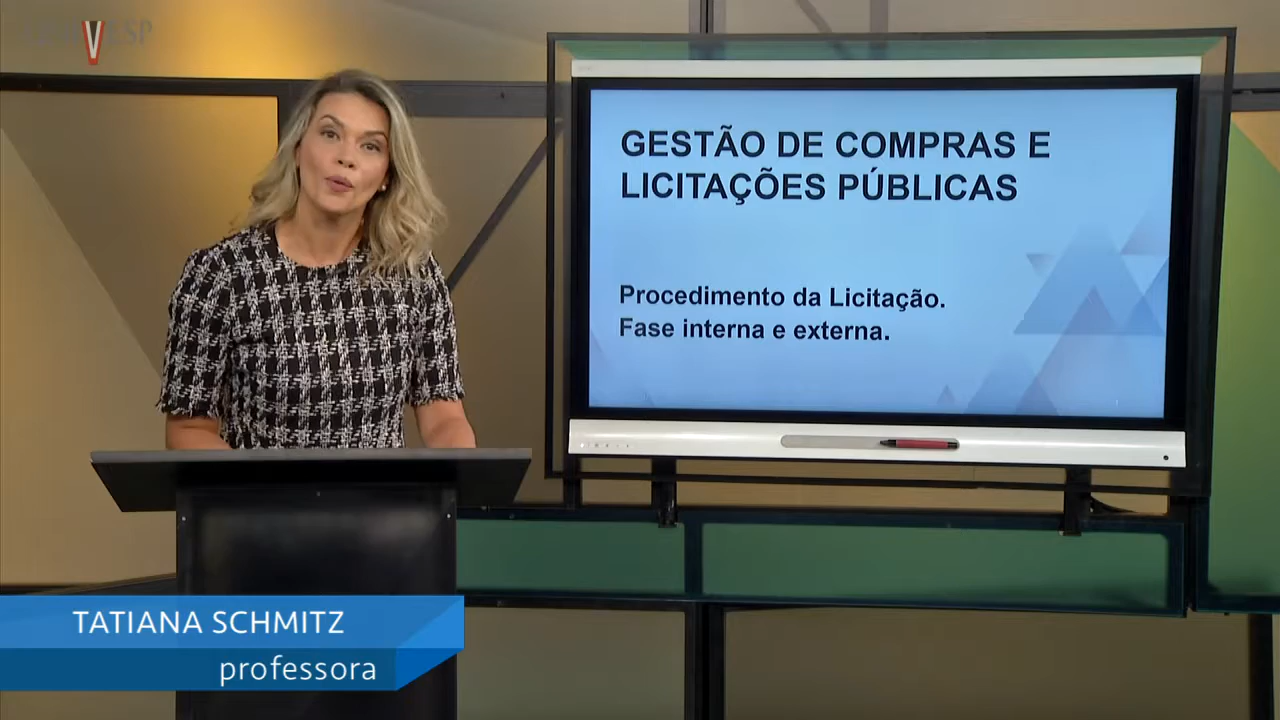 GESTÃO DE COMPRAS E
LICITAÇÕES PÚBLICAS
Procedimento da Licitação.
Fase interna e externa.
TATIANA SCHMITZ
professora